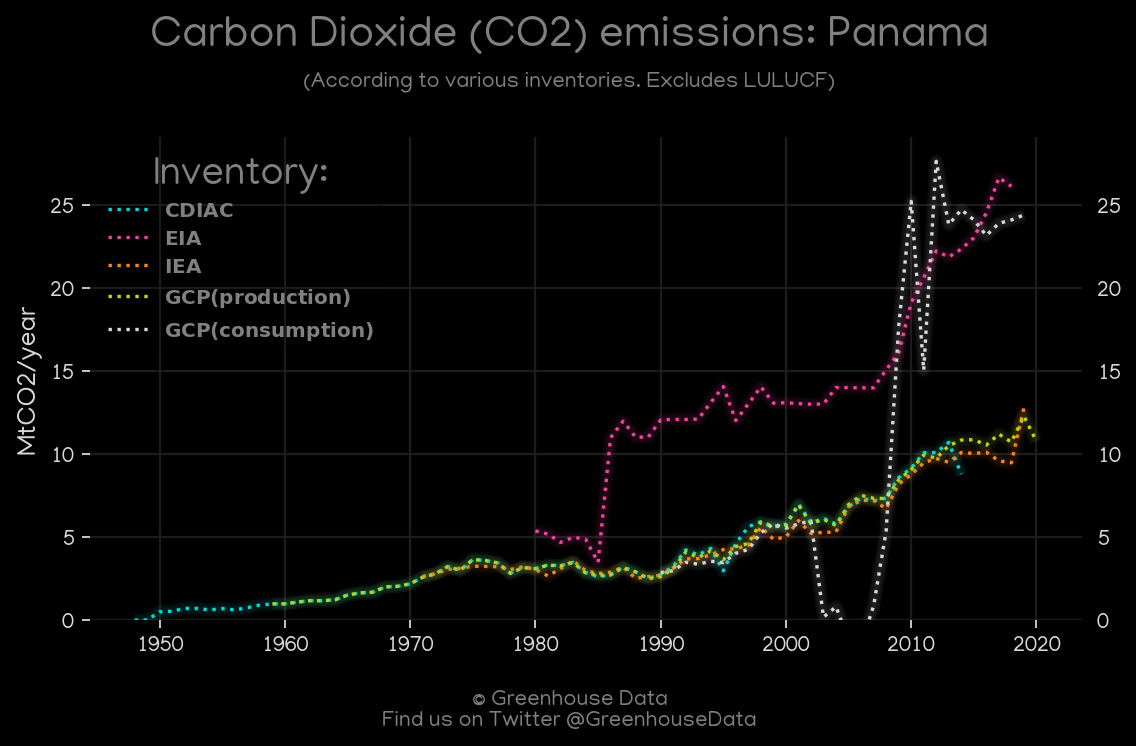 Carbon Dioxide (CO2) emissions: Panama
(According to various inventories. Excludes LULUCF)
Inventory:
CDIAC
EIA
IEA
GCP(production)
GCP(consumption)
MtCO2/year
25
20
15
10
5
0
25
20
15
10
5
0
1950 1960 1970 1980 1990 2000 2010 2020
© Greenhouse Data
Find us on Twitter @GreenhouseData